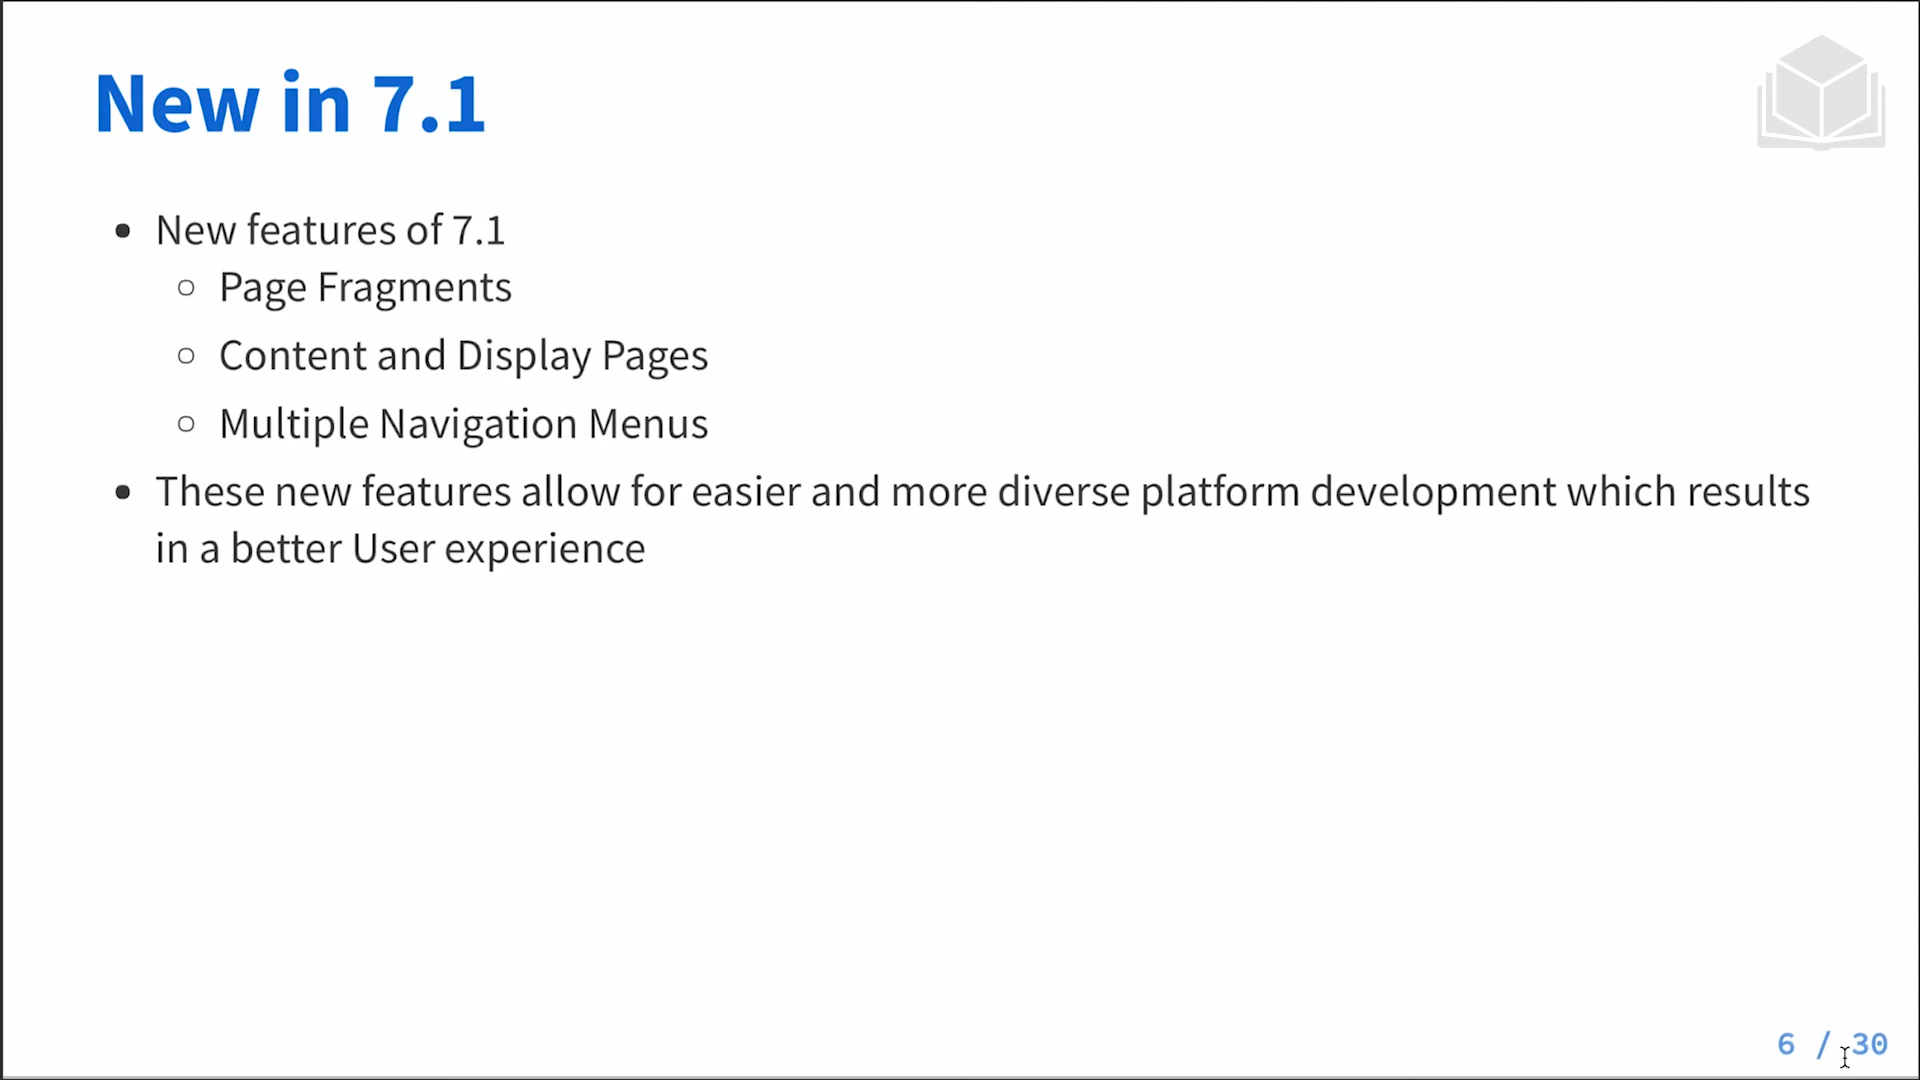 New in 7.1
New features of 7.1
Page Fragments
Content and Display Pages
Multiple Navigation Menus
These new features allow for easier and more diverse platform development which results
in a better User experience
6 / 30